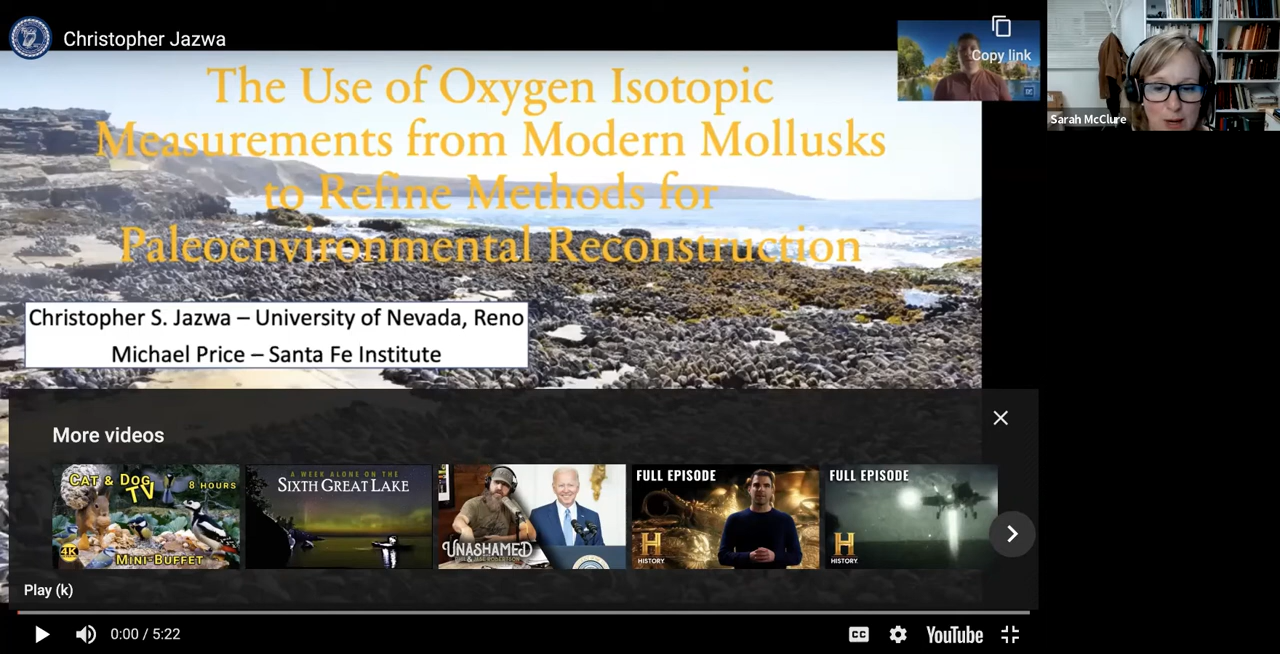 Christopher Jazwa
Copy link
Sarah McClure
The Use of Oxygen Isotopic
Measurements from Modern Mollusks
to Refine Methods for
Paleoenvironmental Reconstruction
Christopher S. Jazwa – University of Nevada, Reno
Michael Price – Santa Fe Institute
More videos
CAT & DOG
TV
8 HOURS
4K
MINI-BUFFET
A WEEK ALONE ON THE
SIXTH GREAT LAKE
UNASHAMED
FULL EPISODE
H
HISTORY
FULL EPISODE
H
HISTORY.
Play (k)
0:00 / 5:22
CC
YouTube